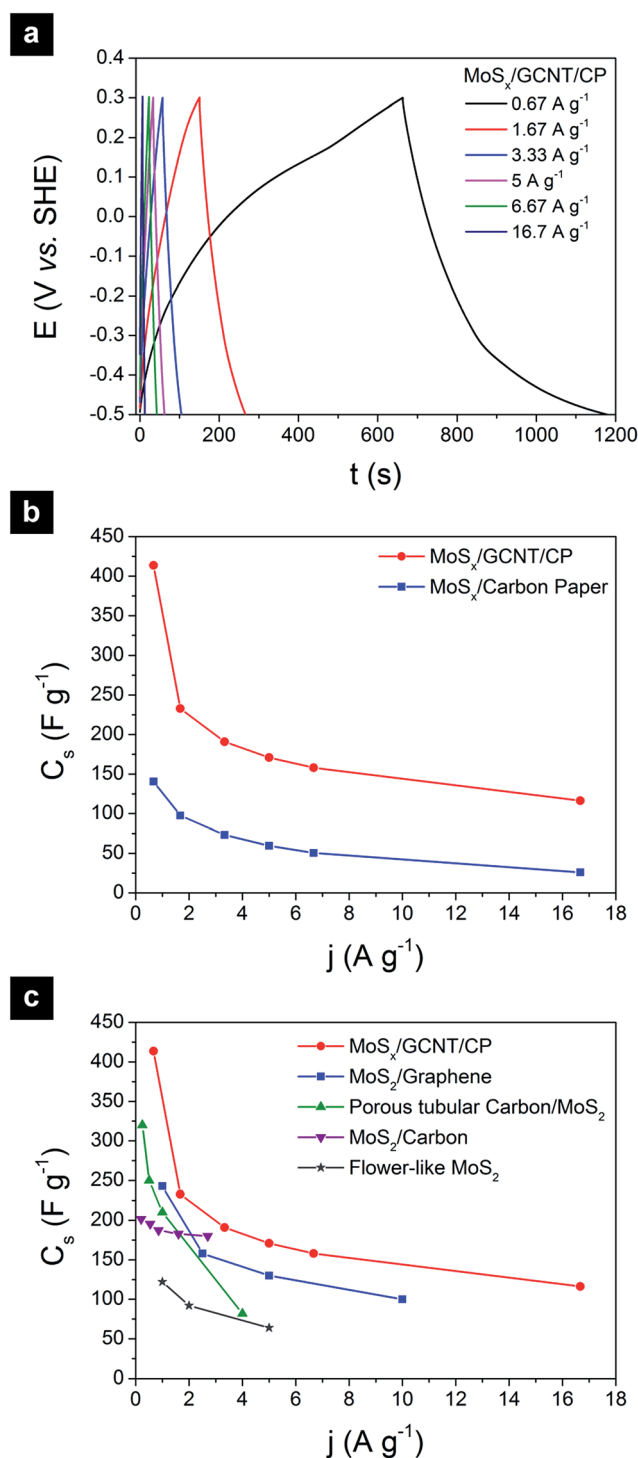 a
MoSₓ/GCNT/CP
0.67 A g⁻¹
1.67 A g⁻¹
3.33 A g⁻¹
5 A g⁻¹
6.67 A g⁻¹
16.7 A g⁻¹
E (V vs. SHE)
0.4
0.3
0.2
0.1
0.0
-0.1
-0.2
-0.3
-0.4
-0.5
0 200 400 600 800 1000 1200
t (s)
b
MoSₓ/GCNT/CP
MoSₓ/Carbon Paper
Cₛ (F g⁻¹)
450
400
350
300
250
200
150
100
50
0
0 2 4 6 8 10 12 14 16 18
j (A g⁻¹)
c
MoSₓ/GCNT/CP
MoS₂/Graphene
Porous tubular Carbon/MoS₂
MoS₂/Carbon
Flower-like MoS₂
Cₛ (F g⁻¹)
450
400
350
300
250
200
150
100
50
0
0 2 4 6 8 10 12 14 16 18
j (A g⁻¹)